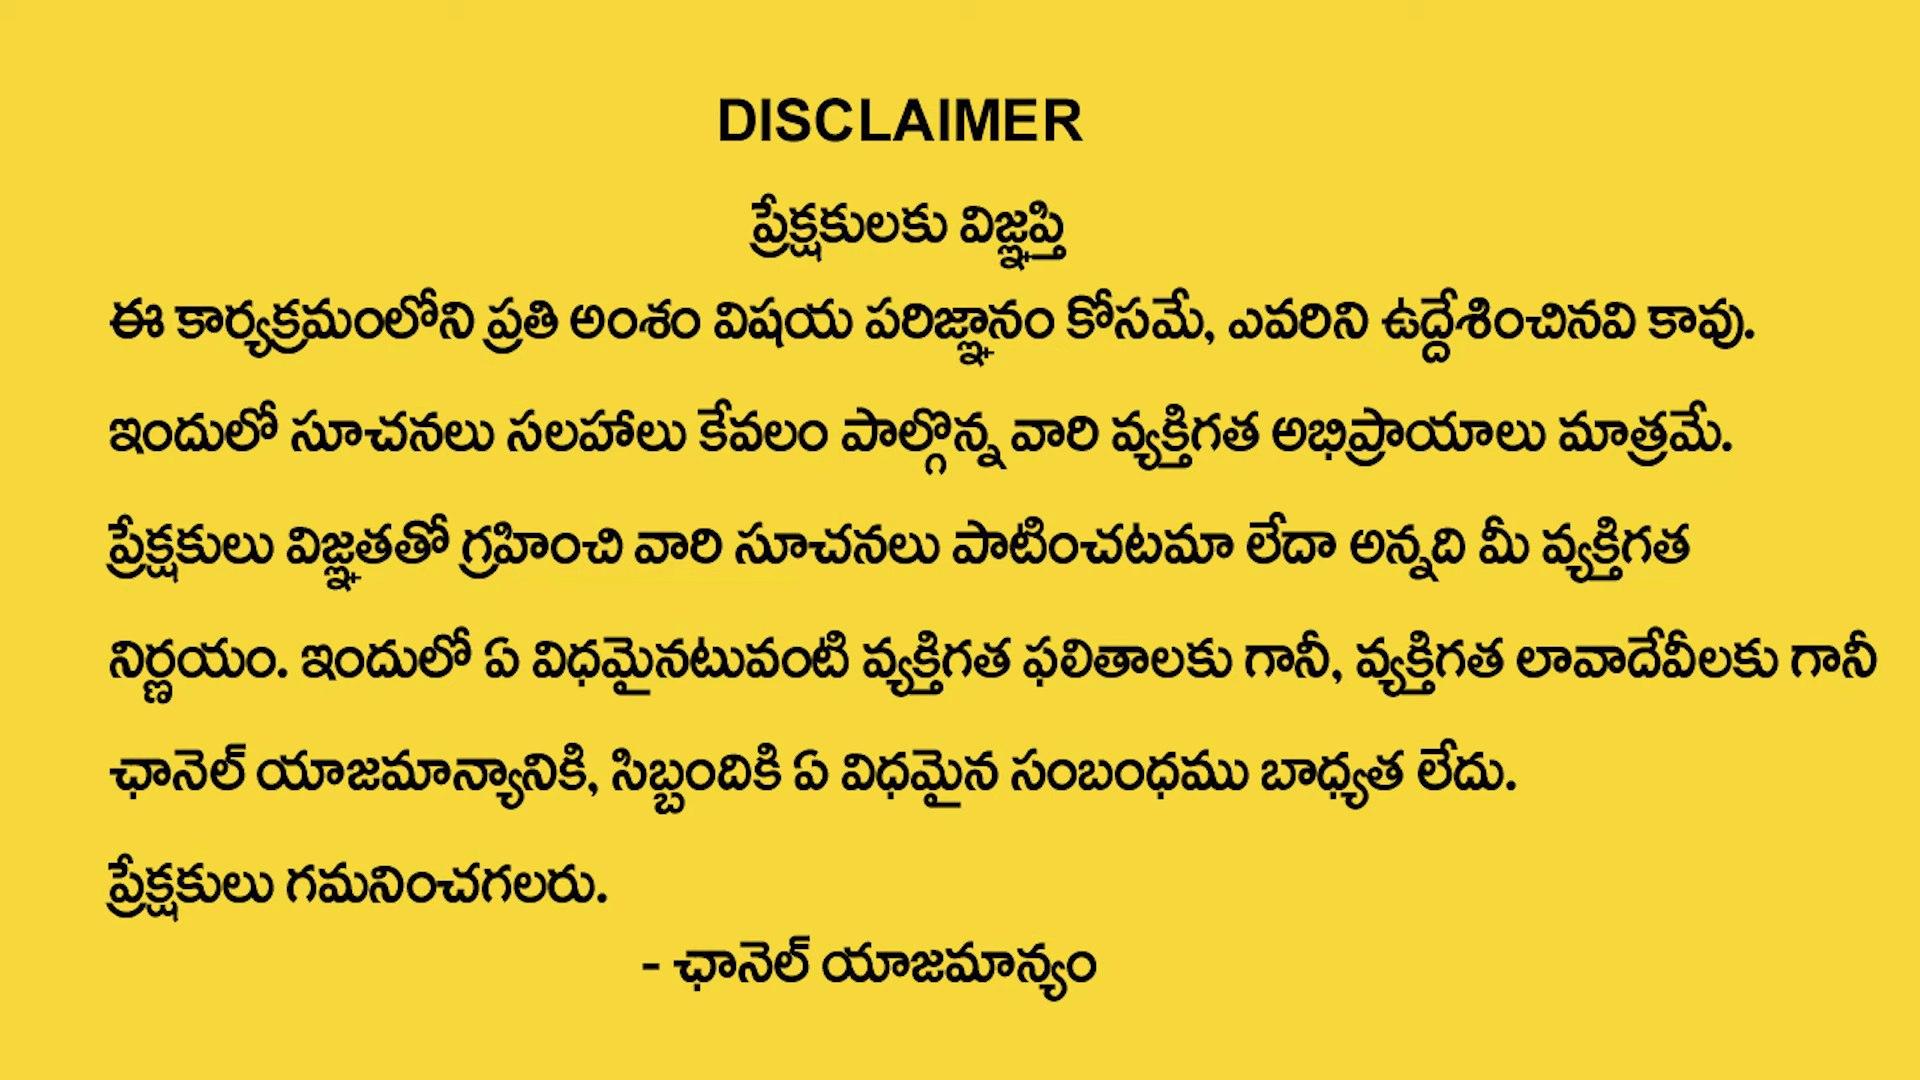 DISCLAIMER
ప్రేక్షకులకు విజ్ఞప్తి
ఈ కార్యక్రమంలోని ప్రతి అంశం విషయ పరిజ్ఞానం కోసమే, ఎవరిని ఉద్దేశించినవి కావు.
ఇందులో సూచనలు సలహాలు కేవలం పాల్గొన్న వారి వ్యక్తిగత అభిప్రాయాలు మాత్రమే.
ప్రేక్షకులు విజ్ఞతతో గ్రహించి వారి సూచనలు పాటించటమా లేదా అన్నది మీ వ్యక్తిగత
నిర్ణయం. ఇందులో ఏ విధమైనటువంటి వ్యక్తిగత ఫలితాలకు గానీ, వ్యక్తిగత లావాదేవీలకు గానీ
ఛానెల్ యాజమాన్యానికి, సిబ్బందికి ఏ విధమైన సంబంధము బాధ్యత లేదు.
ప్రేక్షకులు గమనించగలరు.
- ఛానెల్ యాజమాన్యం